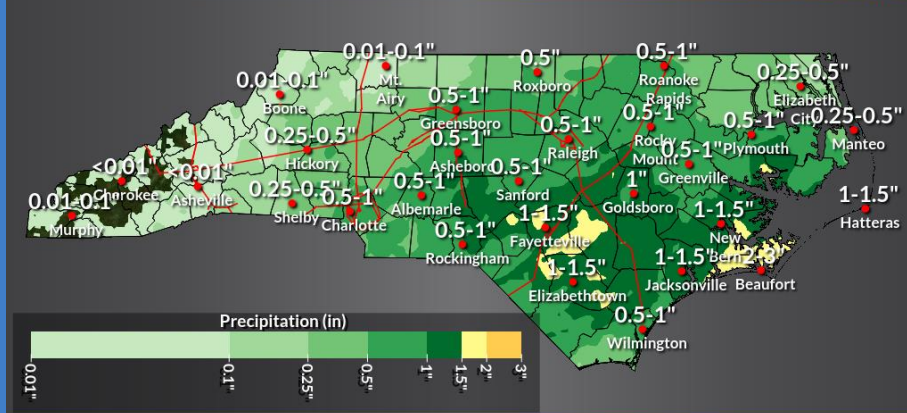 0.01-0.1"
Mt.
Airy
0.5"
Roxboro
0.5-1"
Roanoke
Rapids
0.25-0.5"
Elizabeth
City
0.01-0.1"
Boone
0.5-1"
Greensboro
0.5-1"
Rocky
Mount
0.5-1"
Plymouth
0.25-0.5"
Manteo
0.25-0.5"
Hickory
0.5-1"
Asheboro
0.5-1"
Raleigh
0.5-1"
Greenville
<0.01"
Cherokee
<0.01"
Asheville
0.5-1"
Sanford
1"
Goldsboro
0.01-0.1"
Murphy
0.25-0.5"
Shelby
0.5-1"
Charlotte
0.5-1"
Albemarle
1-1.5"
Fayetteville
1-1.5"
New
Bern
1-1.5"
Hatteras
0.5-1"
Rockingham
1-1.5"
Elizabethtown
1-1.5"
Jacksonville
2-3"
Beaufort
0.5-1"
Wilmington
Precipitation (in)
0.01"
0.1"
0.25"
0.5"
1"
1.5"
2"
3"